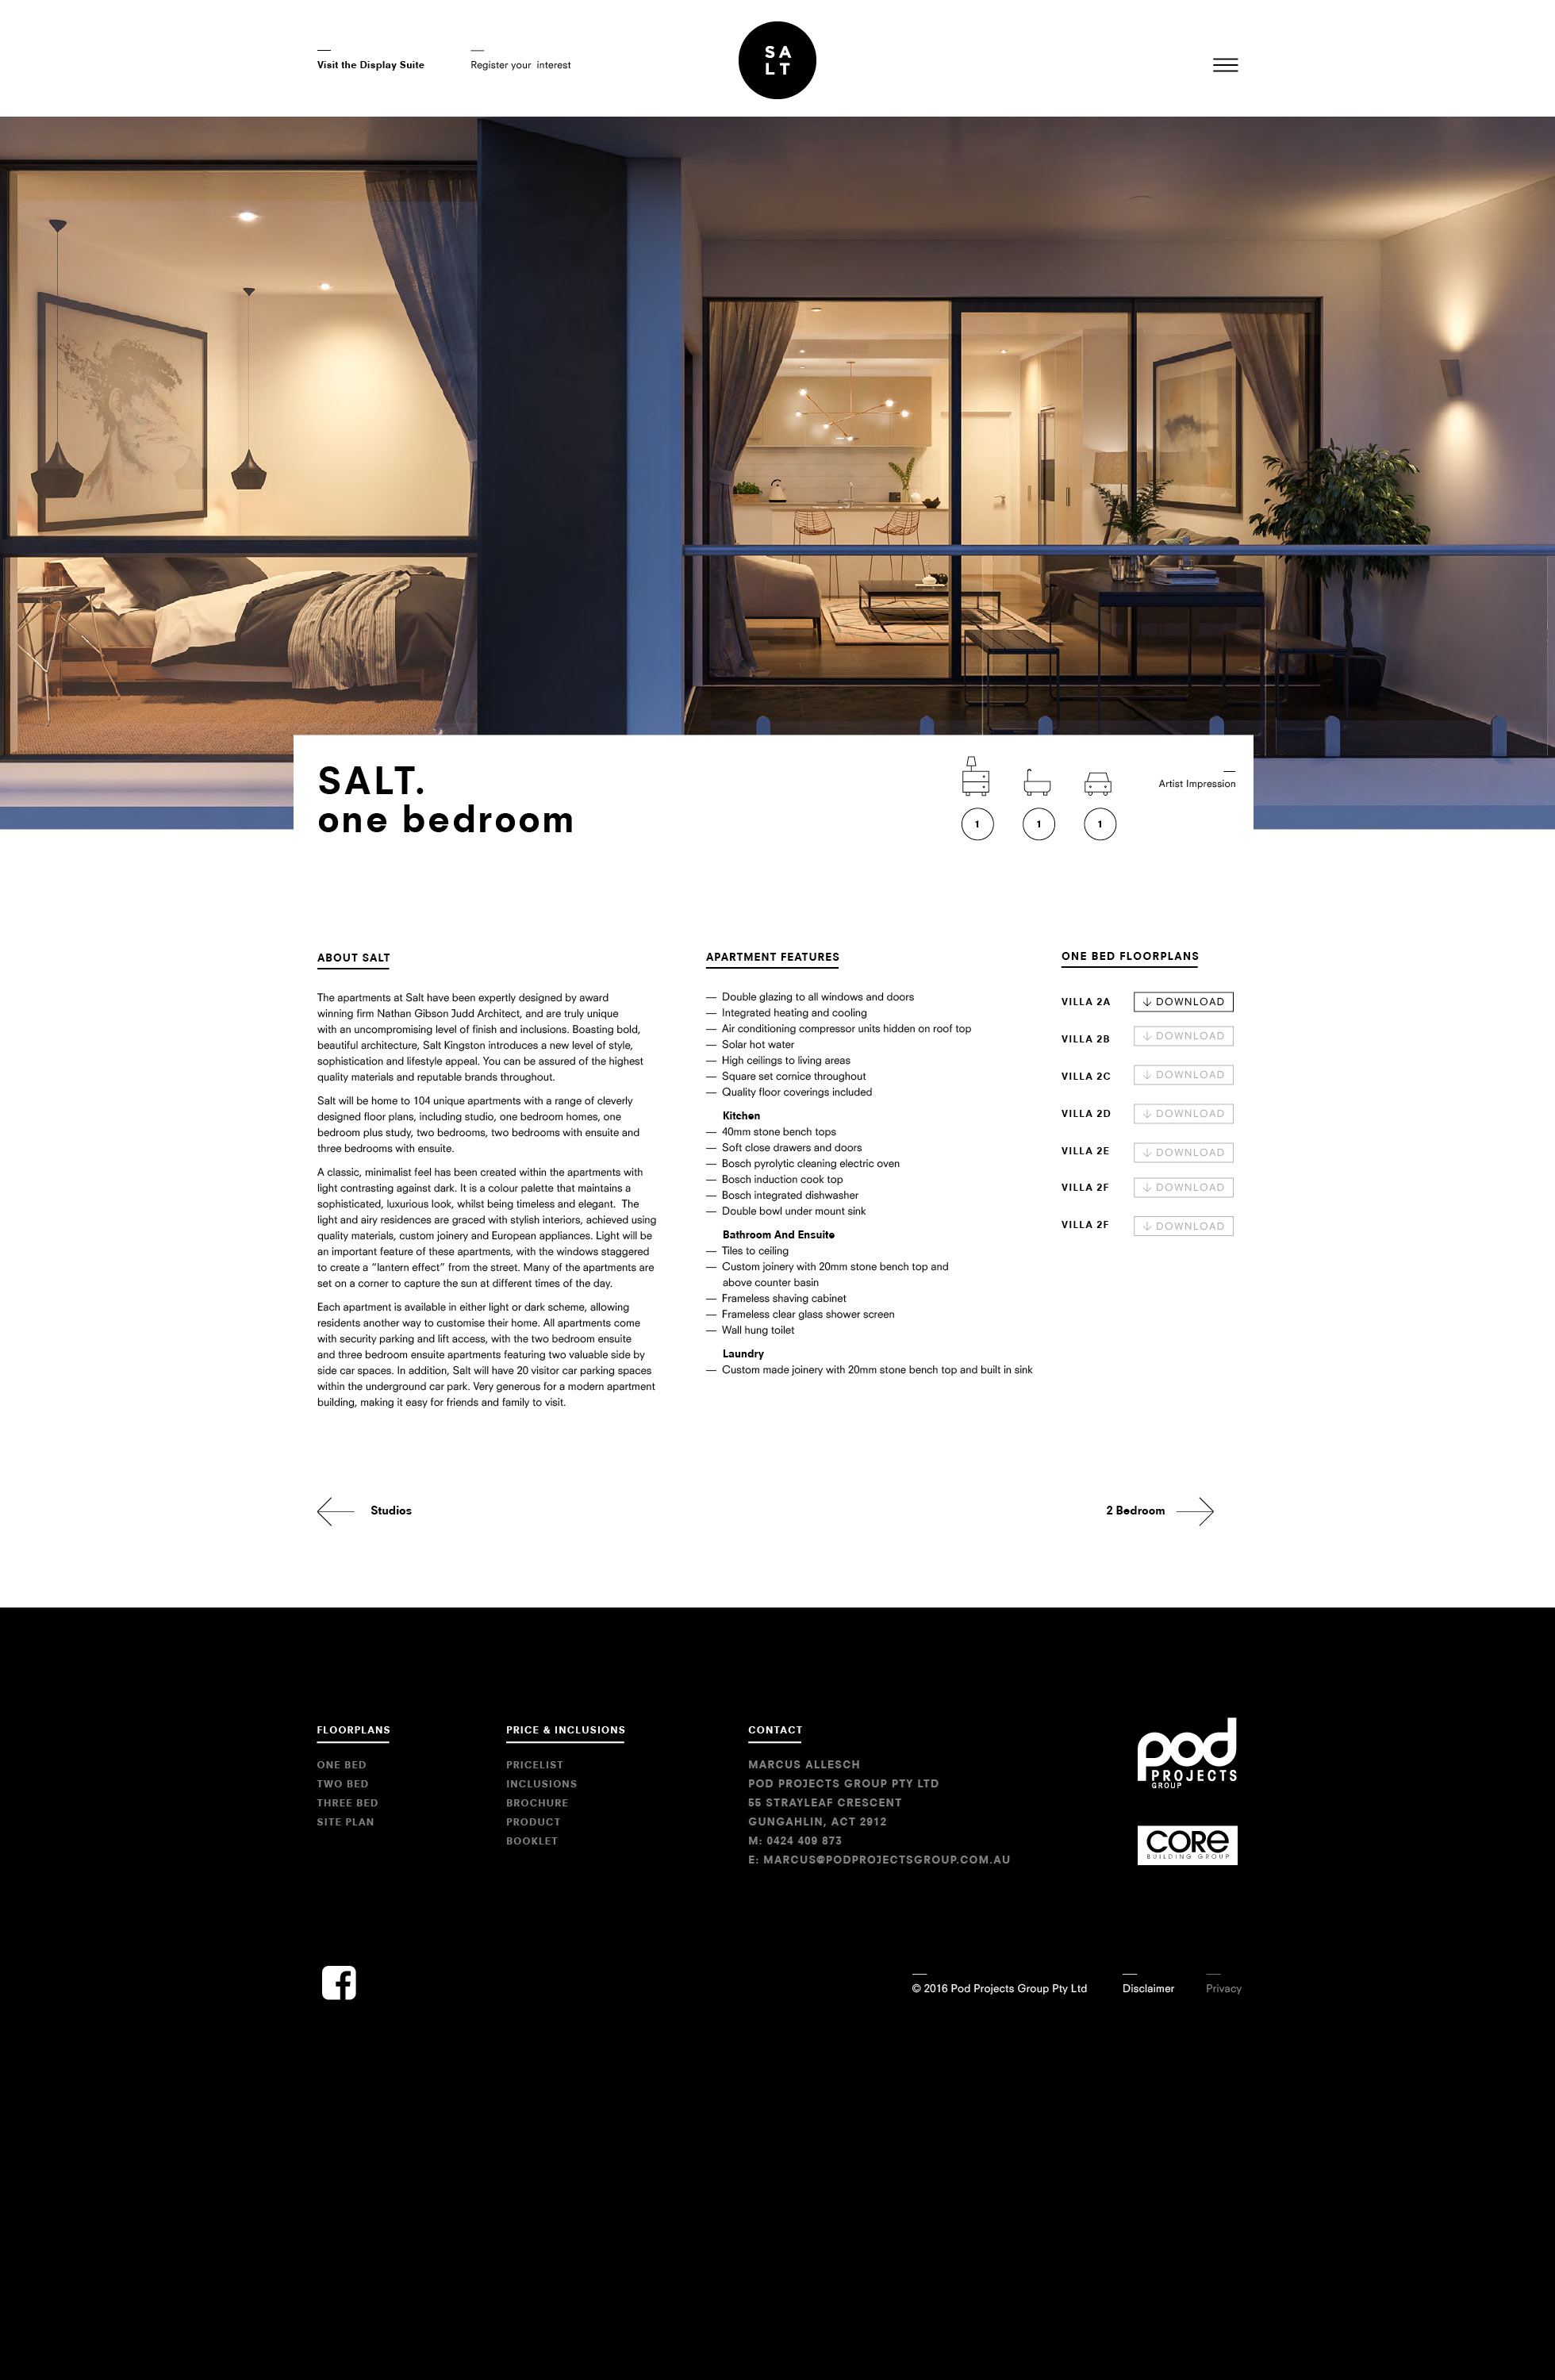 Visit the Display Suite
Register your interest
SA
LT
SALT.
one bedroom
1
1
1
Artist Impression
ABOUT SALT
The apartments at Salt have been expertly designed by award
winning firm Nathan Gibson Judd Architect, and are truly unique
with an uncompromising level of finish and inclusions. Boasting bold,
beautiful architecture, Salt Kingston introduces a new level of style,
sophistication and lifestyle appeal. You can be assured of the highest
quality materials and reputable brands throughout.
Salt will be home to 104 unique apartments with a range of cleverly
designed floor plans, including studio, one bedroom homes, one
bedroom plus study, two bedrooms, two bedrooms with ensuite and
three bedrooms with ensuite.
A classic, minimalist feel has been created within the apartments with
light contrasting against dark. It is a colour palette that maintains a
sophisticated, luxurious look, whilst being timeless and elegant. The
light and airy residences are graced with stylish interiors, achieved using
quality materials, custom joinery and European appliances. Light will be
an important feature of these apartments, with the windows staggered
to create a “lantern effect” from the street. Many of the apartments are
set on a corner to capture the sun at different times of the day.
Each apartment is available in either light or dark scheme, allowing
residents another way to customise their home. All apartments come
with security parking and lift access, with the two bedroom ensuite
and three bedroom ensuite apartments featuring two valuable side by
side car spaces. In addition, Salt will have 20 visitor car parking spaces
within the underground car park. Very generous for a modern apartment
building, making it easy for friends and family to visit.
APARTMENT FEATURES
— Double glazing to all windows and doors
— Integrated heating and cooling
— Air conditioning compressor units hidden on roof top
— Solar hot water
— High ceilings to living areas
— Square set cornice throughout
— Quality floor coverings included
Kitchen
— 40mm stone bench tops
— Soft close drawers and doors
— Bosch pyrolytic cleaning electric oven
— Bosch induction cook top
— Bosch integrated dishwasher
— Double bowl under mount sink
Bathroom And Ensuite
— Tiles to ceiling
— Custom joinery with 20mm stone bench top and
above counter basin
— Frameless shaving cabinet
— Frameless clear glass shower screen
— Wall hung toilet
Laundry
— Custom made joinery with 20mm stone bench top and built in sink
ONE BED FLOORPLANS
VILLA 2A DOWNLOAD
VILLA 2B DOWNLOAD
VILLA 2C DOWNLOAD
VILLA 2D DOWNLOAD
VILLA 2E DOWNLOAD
VILLA 2F DOWNLOAD
VILLA 2F DOWNLOAD
Studios
2 Bedroom
FLOORPLANS
ONE BED
TWO BED
THREE BED
SITE PLAN
PRICE & INCLUSIONS
PRICELIST
INCLUSIONS
BROCHURE
PRODUCT
BOOKLET
CONTACT
MARCUS ALLESCH
POD PROJECTS GROUP PTY LTD
55 STRAYLEAF CRESCENT
GUNGAHLIN, ACT 2912
M: 0424 409 873
E: MARCUS@PODPROJECTSGROUP.COM.AU
pod
PROJECTS
GROUP
CORE
BUILDING GROUP
© 2016 Pod Projects Group Pty Ltd
Disclaimer
Privacy